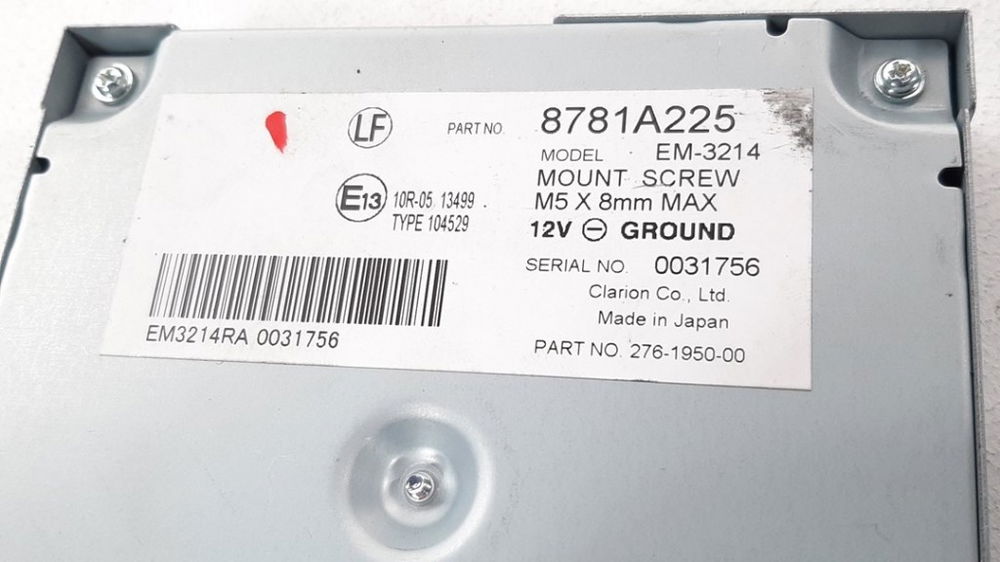 LF
PART NO. 8781A225
MODEL EM-3214
MOUNT SCREW
M5 X 8mm MAX
12V ⊖ GROUND
E13 10R-05 13499
TYPE 104529
SERIAL NO. 0031756
Clarion Co., Ltd.
Made in Japan
EM3214RA 0031756
PART NO. 276-1950-00